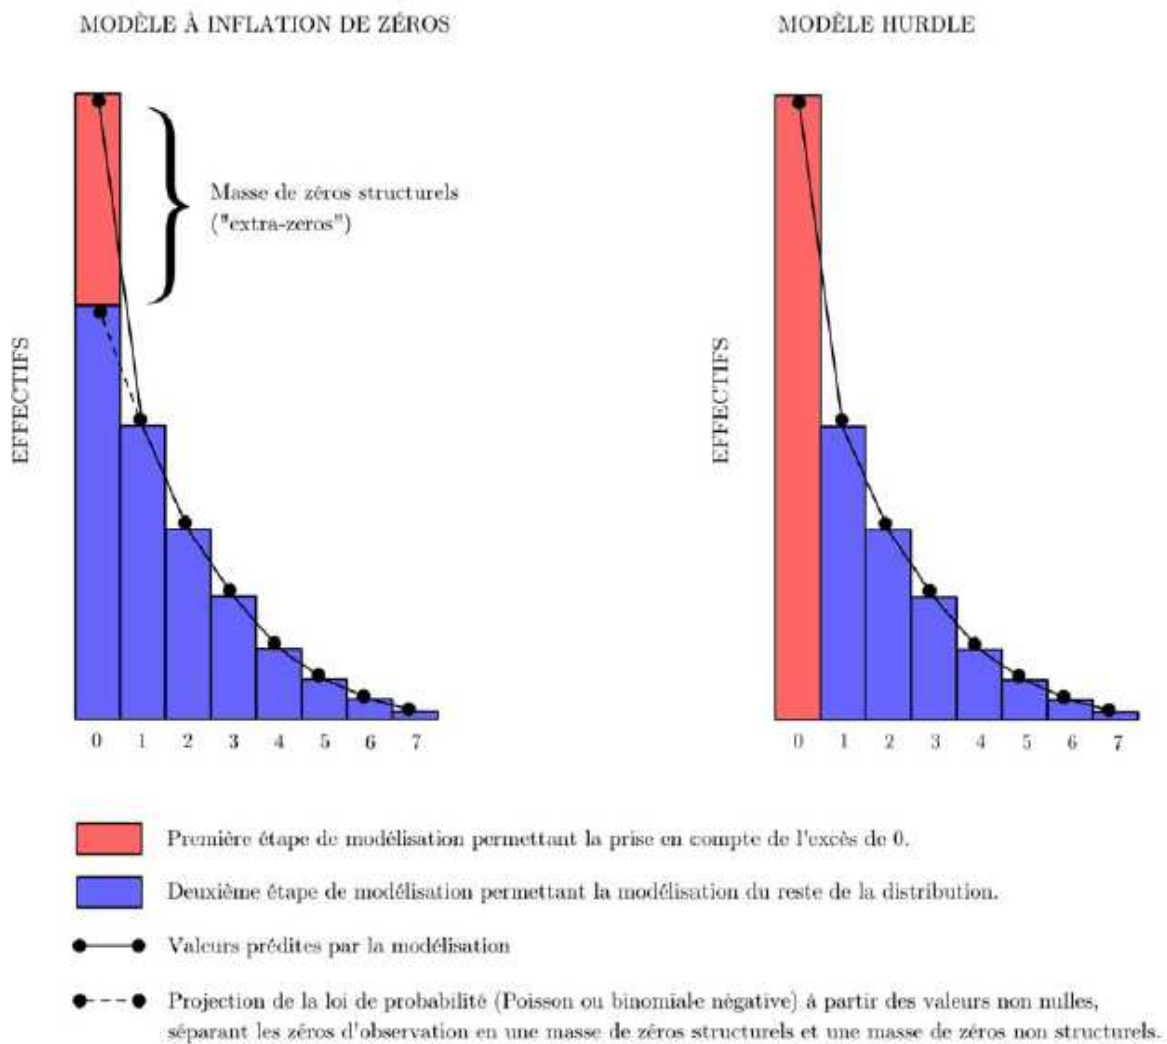 MODÈLE À INFLATION DE ZÉROS
MODÈLE HURDLE
Masse de zéros structurels
("extra-zeros")
EFFECTIFS
EFFECTIFS
0 1 2 3 4 5 6 7
0 1 2 3 4 5 6 7
Première étape de modélisation permettant la prise en compte de l'excès de 0.
Deuxième étape de modélisation permettant la modélisation du reste de la distribution.
Valeurs prédites par la modélisation
Projection de la loi de probabilité (Poisson ou binomiale négative) à partir des valeurs non nulles,
séparant les zéros d'observation en une masse de zéros structurels et une masse de zéros non structurels.